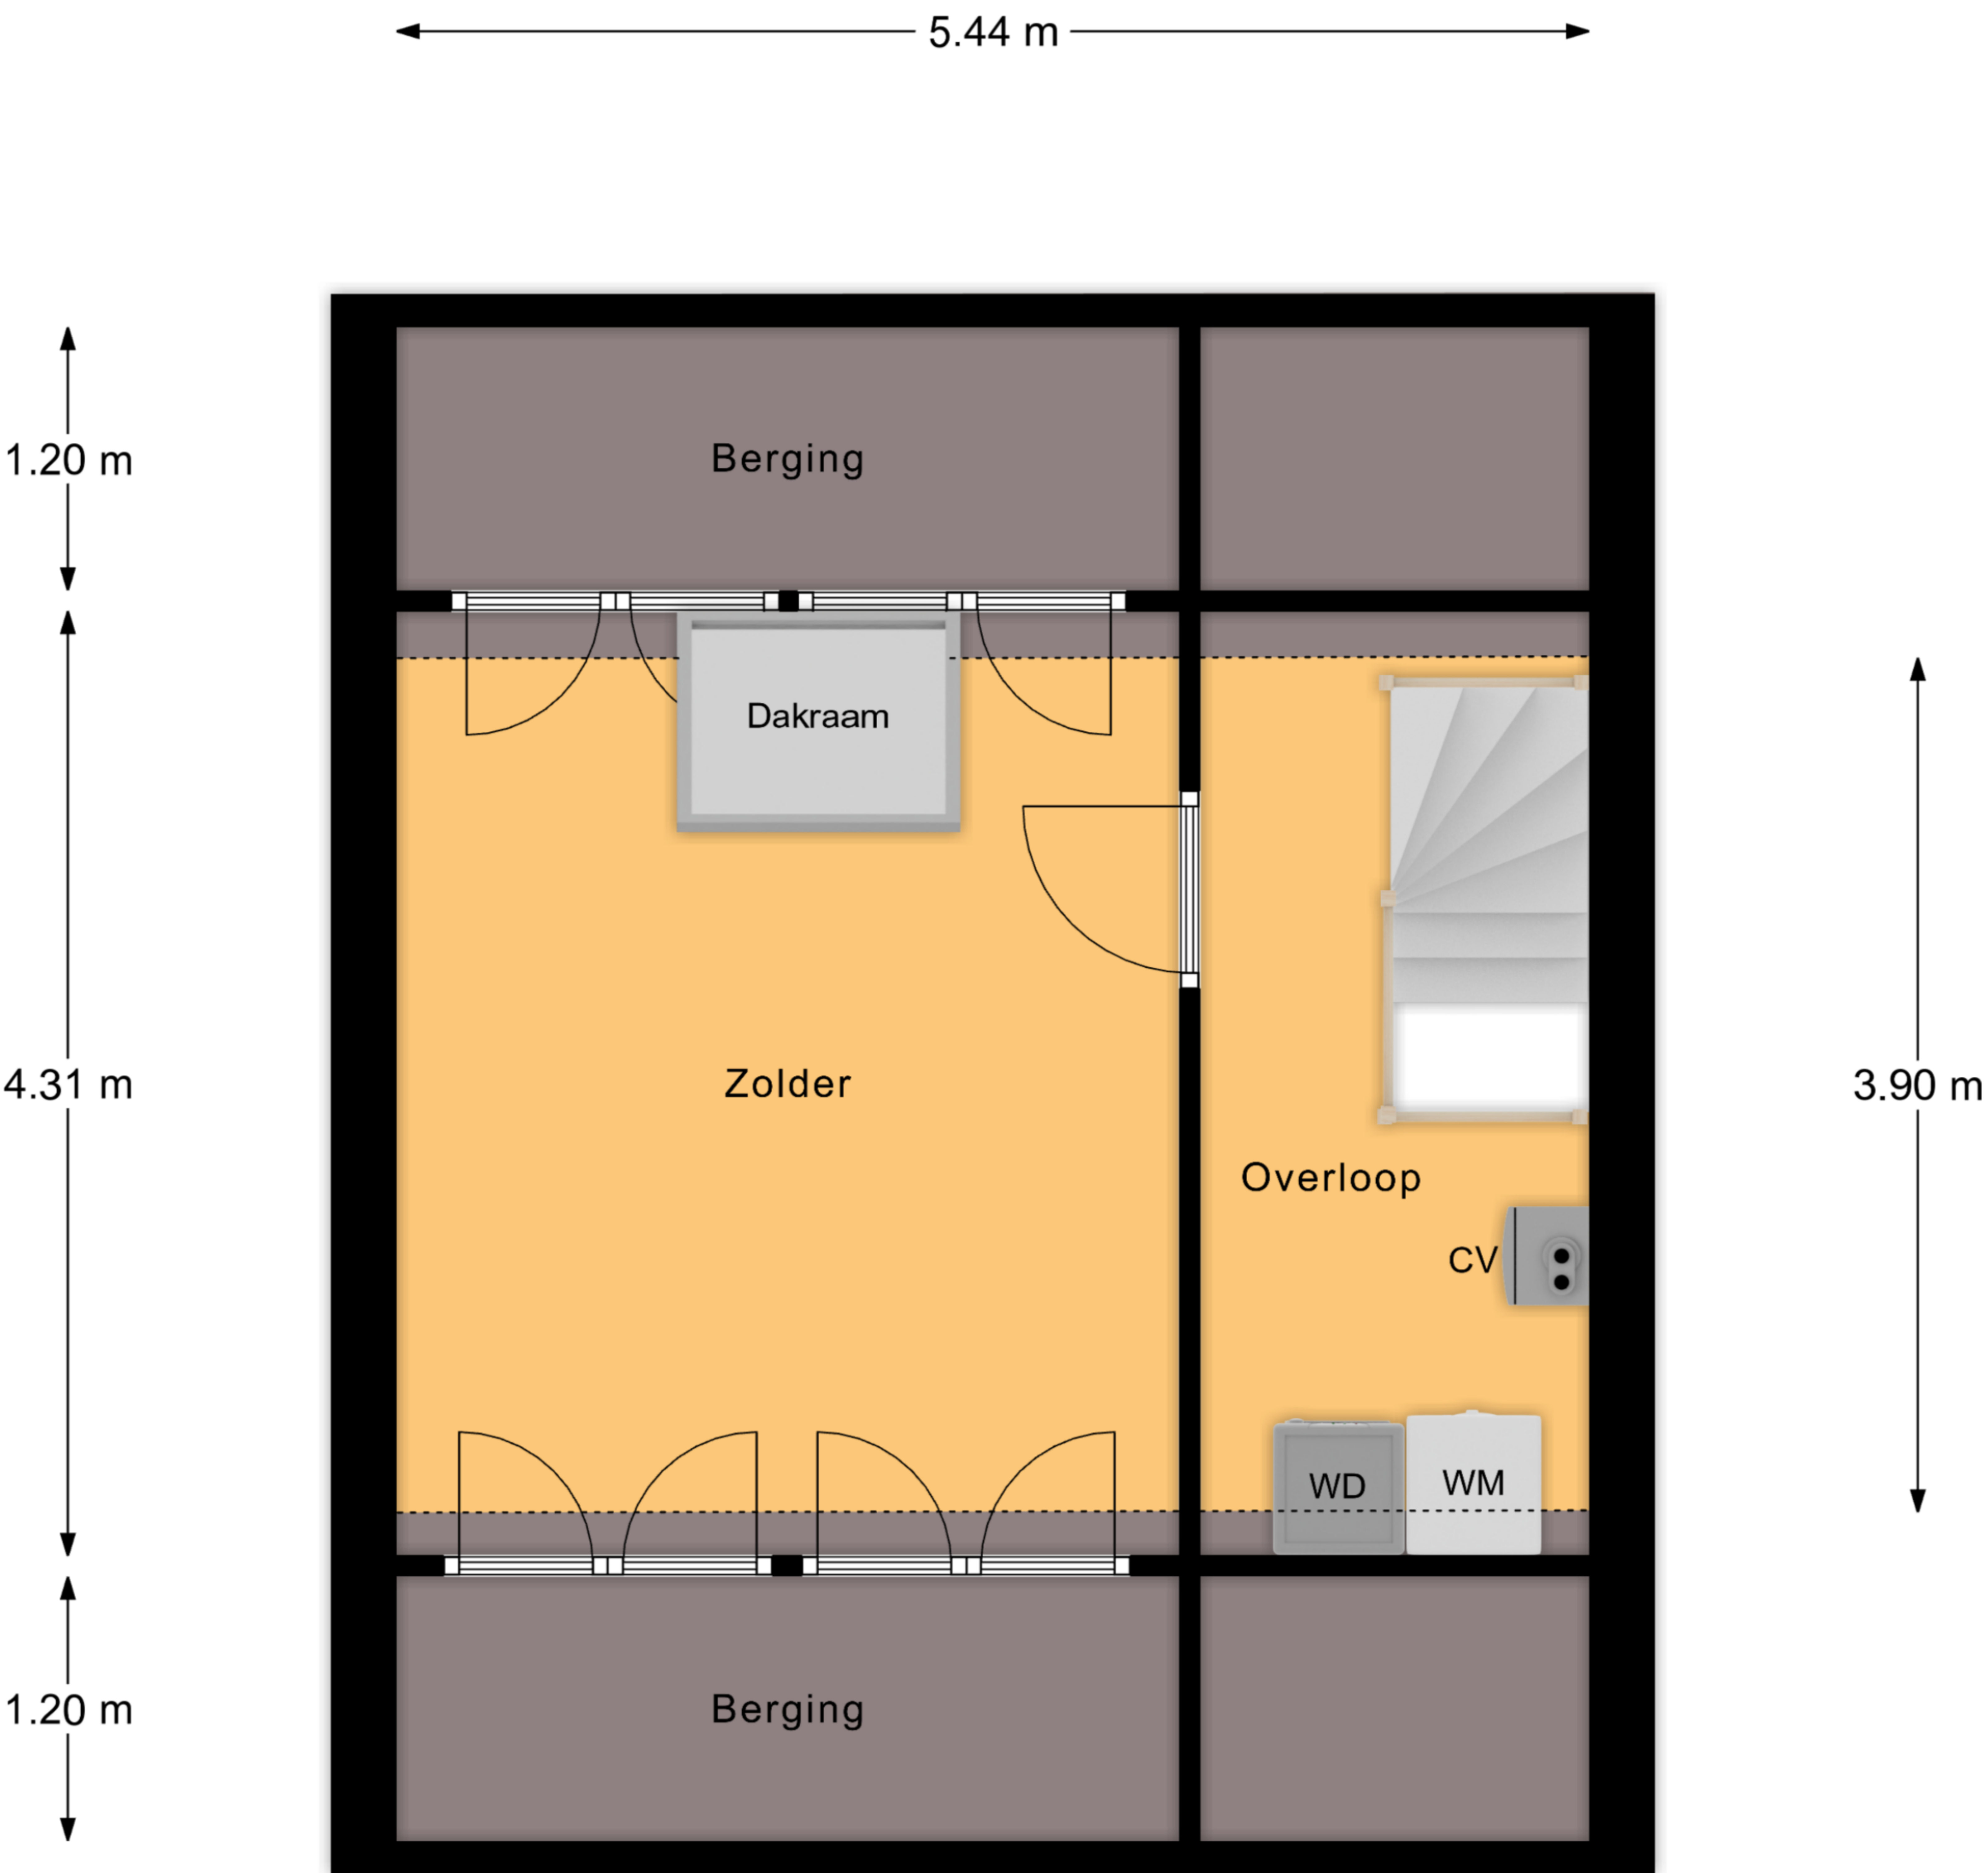 5.44 m
1.20 m
Berging
Dakraam
4.31 m
Zolder
3.90 m
Overloop
CV
WD
WM
1.20 m
Berging